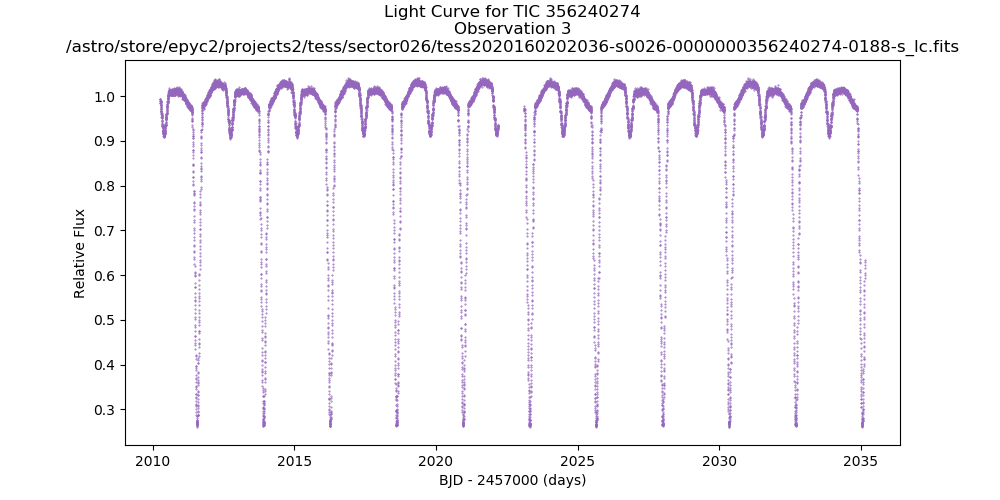 Light Curve for TIC 356240274
Observation 3
/astro/store/epyc2/projects2/tess/sector026/tess2020160202036-s0026-0000000356240274-0188-s_lc.fits
1.0
0.9
0.8
0.7
0.6
0.5
0.4
0.3
Relative Flux
2010 2015 2020 2025 2030 2035
BJD - 2457000 (days)